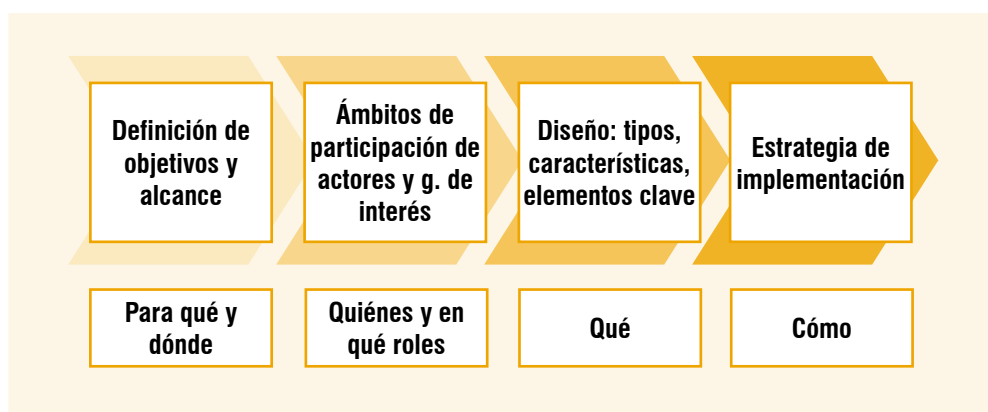 Definición de
objetivos y
alcance
Ámbitos de
participación de
actores y g. de
interés
Diseño: tipos,
características,
elementos clave
Estrategia de
implementación
Para qué y
dónde
Quiénes y en
qué roles
Qué
Cómo